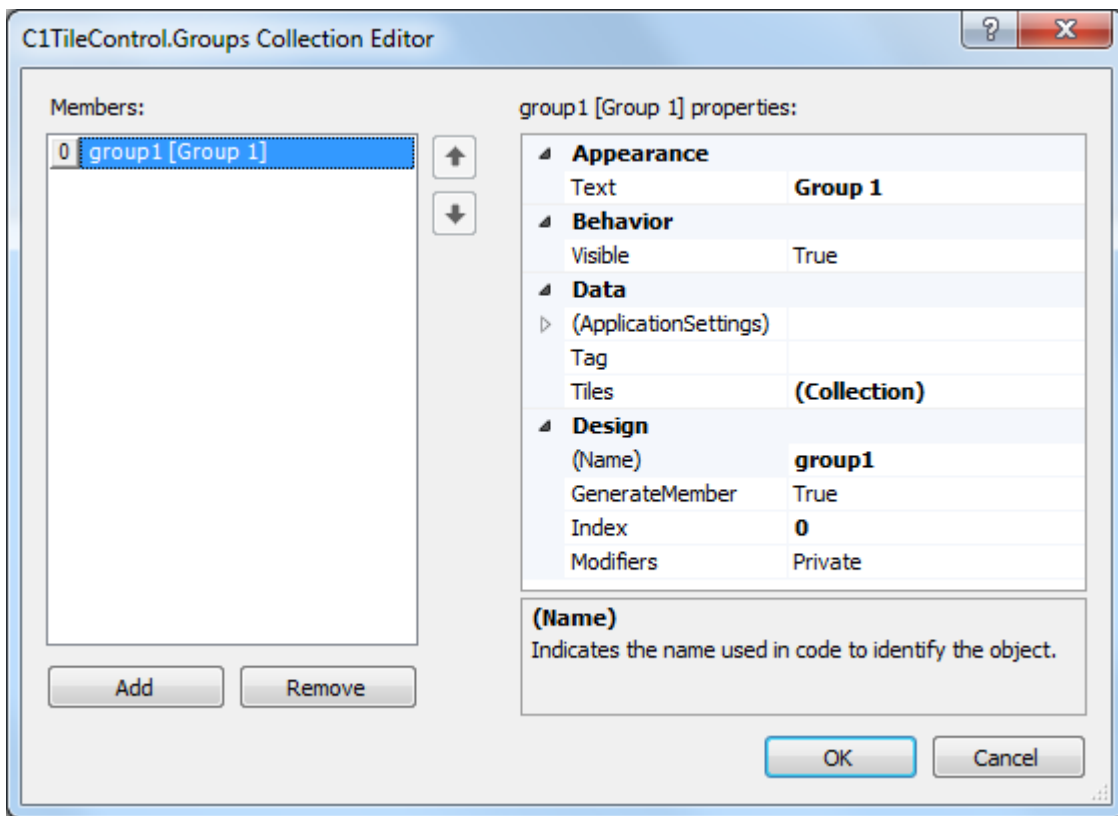 C1TileControl.Groups Collection Editor
?
Members:
0 group1 [Group 1]
Add
Remove
group1 [Group 1] properties:
Appearance
Text Group 1
Behavior
Visible True
Data
(ApplicationSettings)
Tag
Tiles (Collection)
Design
(Name) group1
GenerateMember True
Index 0
Modifiers Private
(Name)
Indicates the name used in code to identify the object.
OK
Cancel